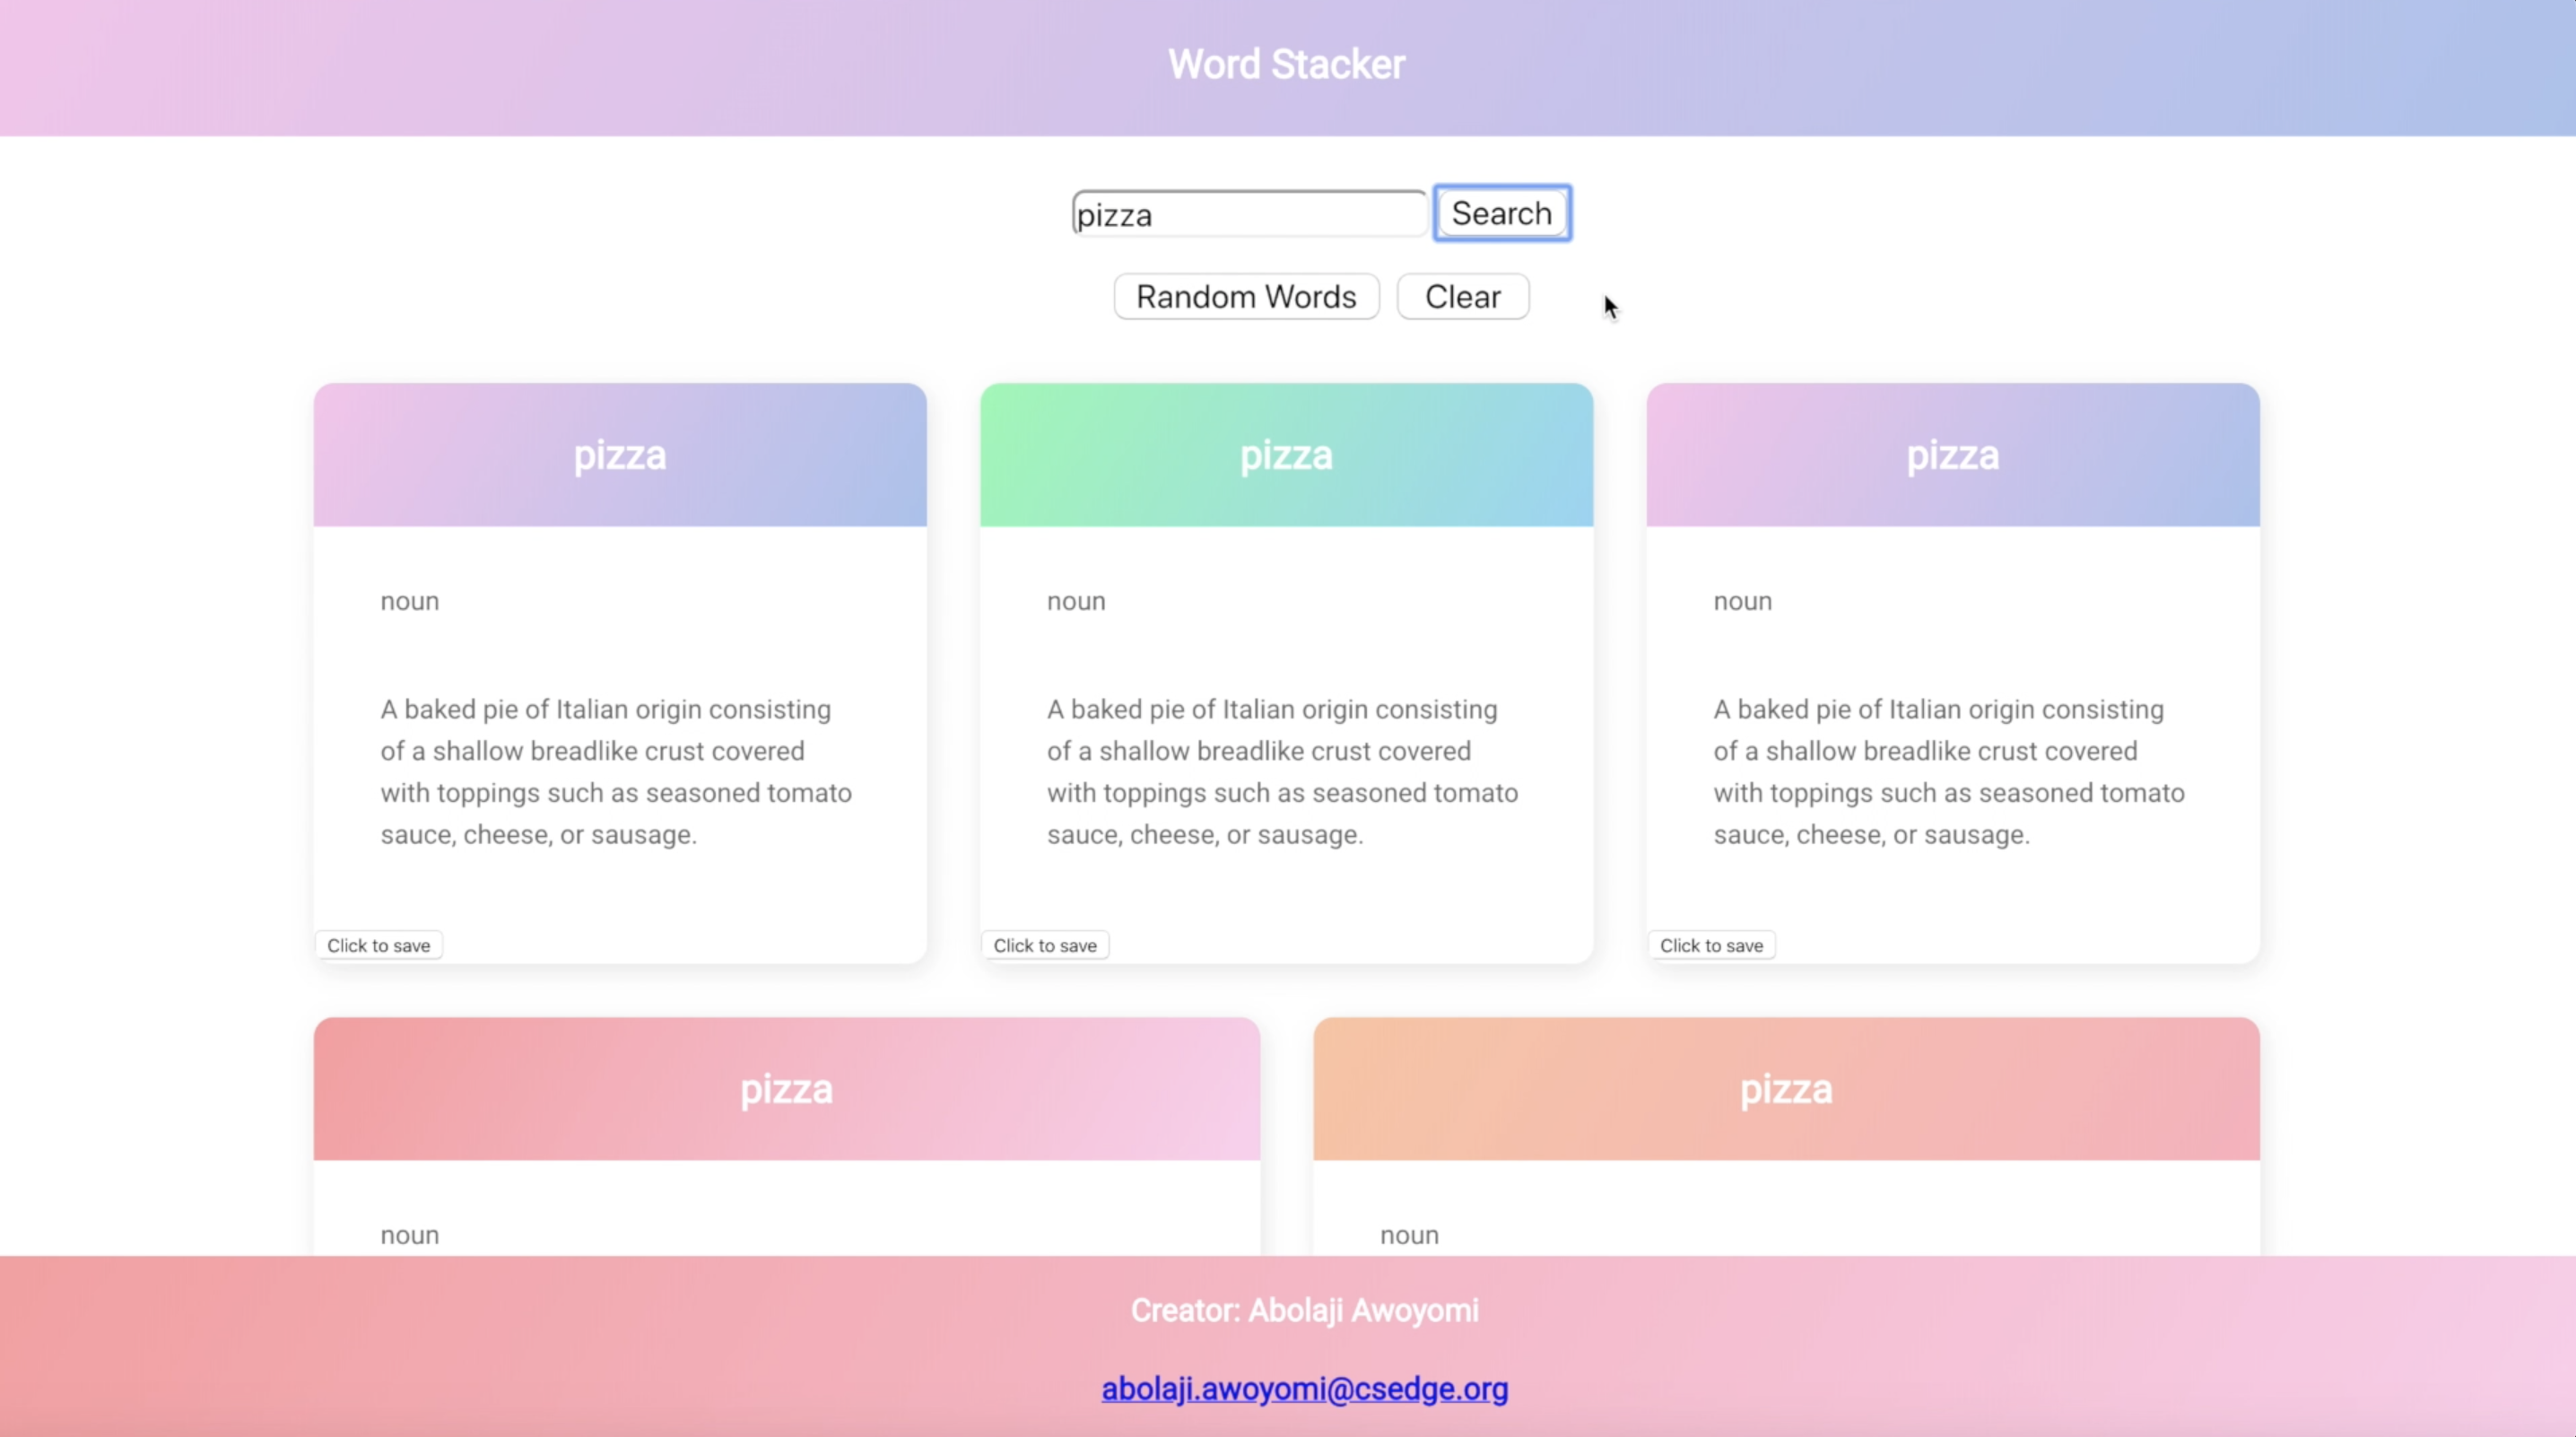 Word Stacker
pizza
Search
Random Words
Clear
pizza
noun
A baked pie of Italian origin consisting
of a shallow breadlike crust covered
with toppings such as seasoned tomato
sauce, cheese, or sausage.
Click to save
pizza
noun
A baked pie of Italian origin consisting
of a shallow breadlike crust covered
with toppings such as seasoned tomato
sauce, cheese, or sausage.
Click to save
pizza
noun
A baked pie of Italian origin consisting
of a shallow breadlike crust covered
with toppings such as seasoned tomato
sauce, cheese, or sausage.
Click to save
pizza
noun
pizza
noun
Creator: Abolaji Awoyomi
abolaji.awoyomi@csedge.org